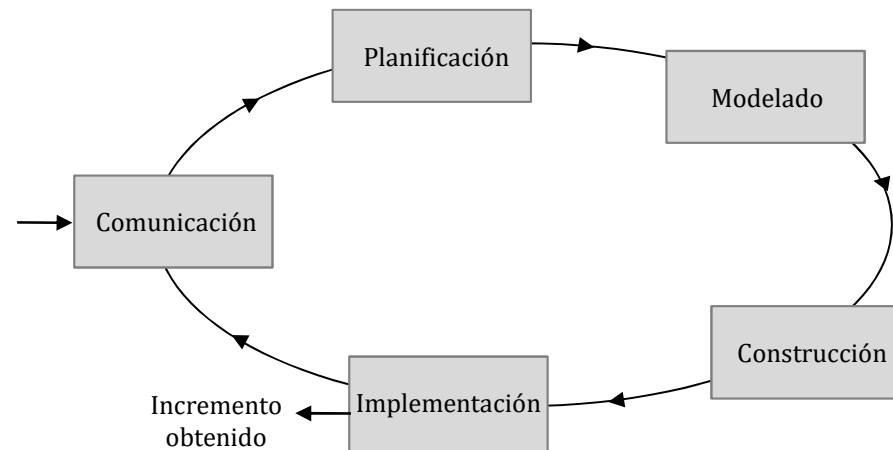 Planificación
Modelado
Comunicación
Construcción
Implementación
Incremento
obtenido